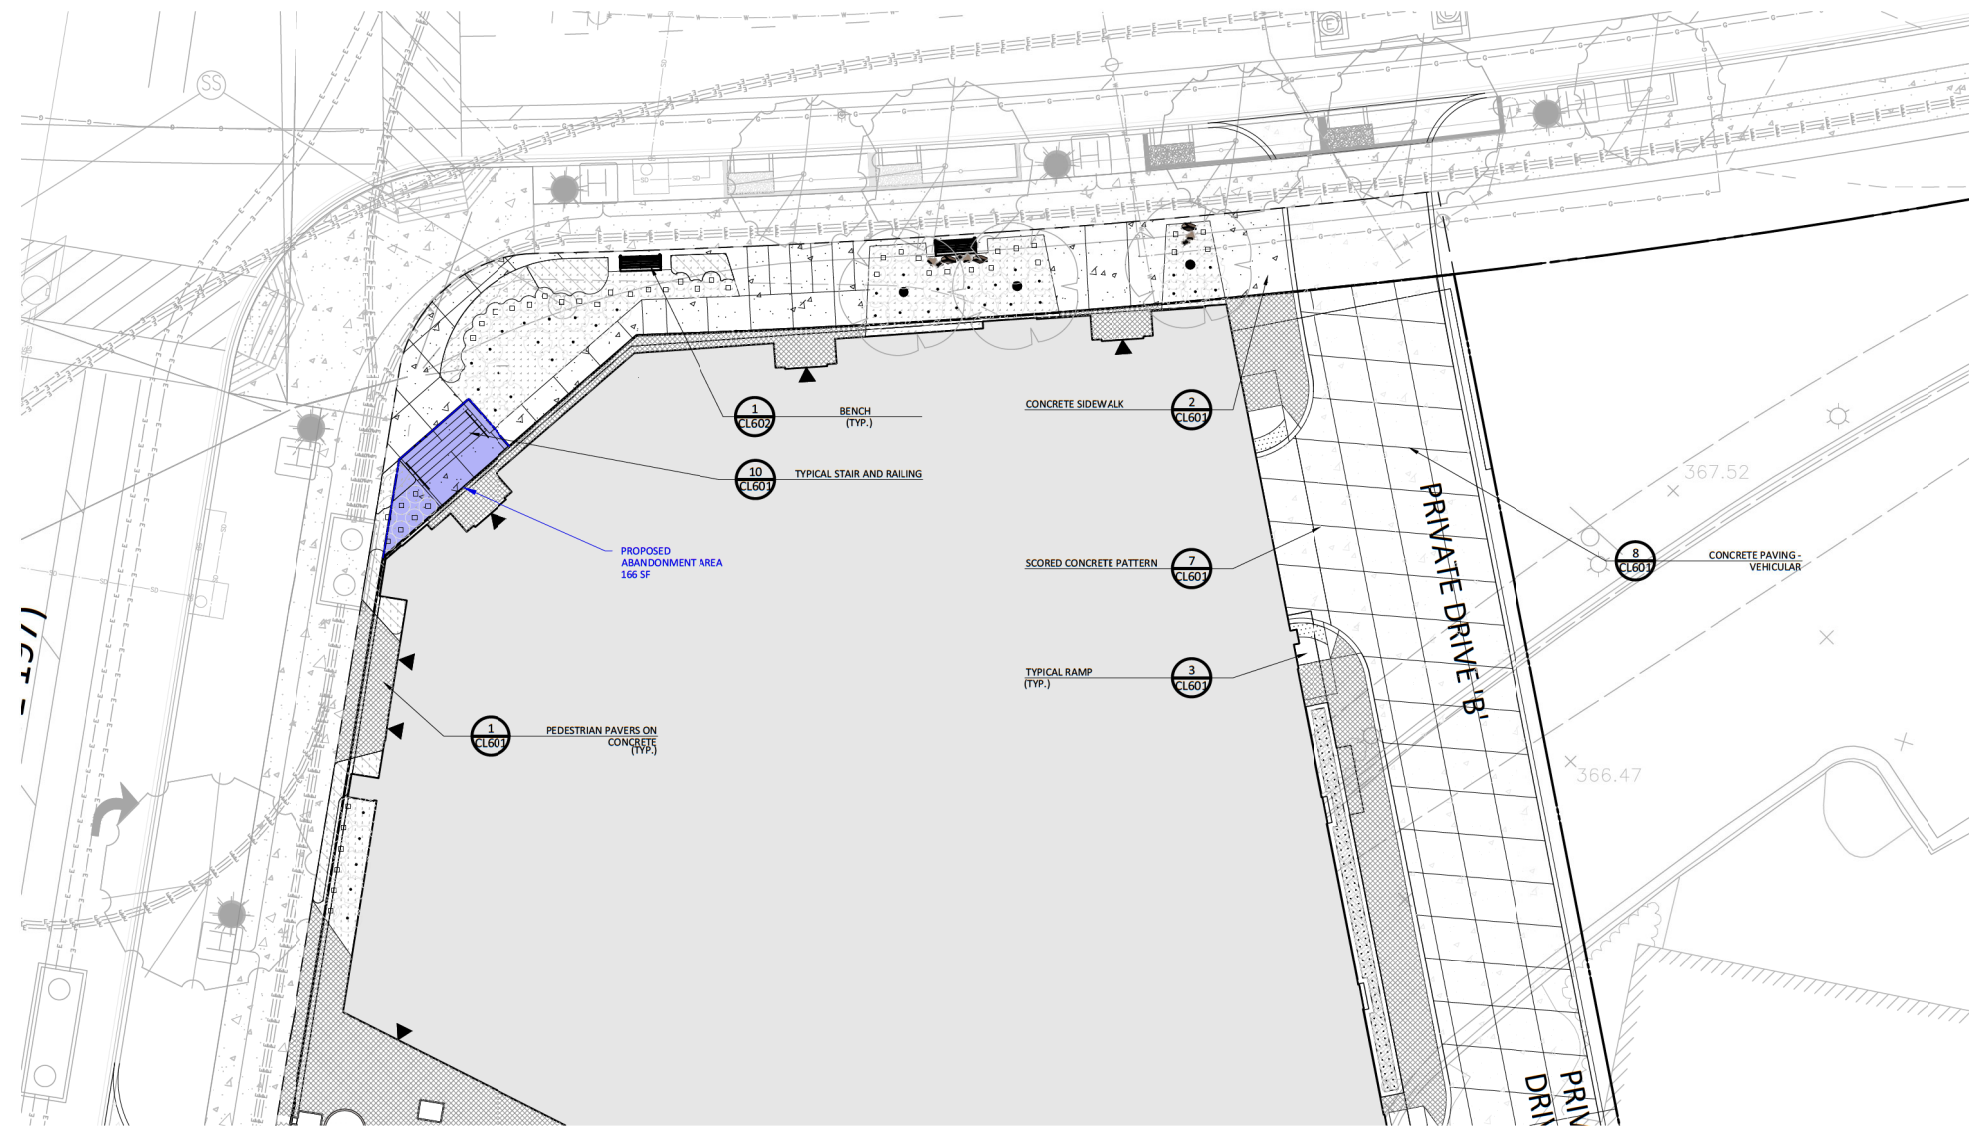 SS
1
CL602
BENCH
(TYP.)
CONCRETE SIDEWALK
2
CL601
10
CL601
TYPICAL STAIR AND RAILING
367.52
PROPOSED
ABANDONMENT AREA
166 SF
SCORED CONCRETE PATTERN
7
CL601
PRIVATE DRIVE 'B'
8
CL601
CONCRETE PAVING -
VEHICULAR
TYPICAL RAMP
(TYP.)
3
CL601
1
CL601
PEDESTRIAN PAVERS ON
CONCRETE
(TYP.)
366.47
PRIV
DRIV